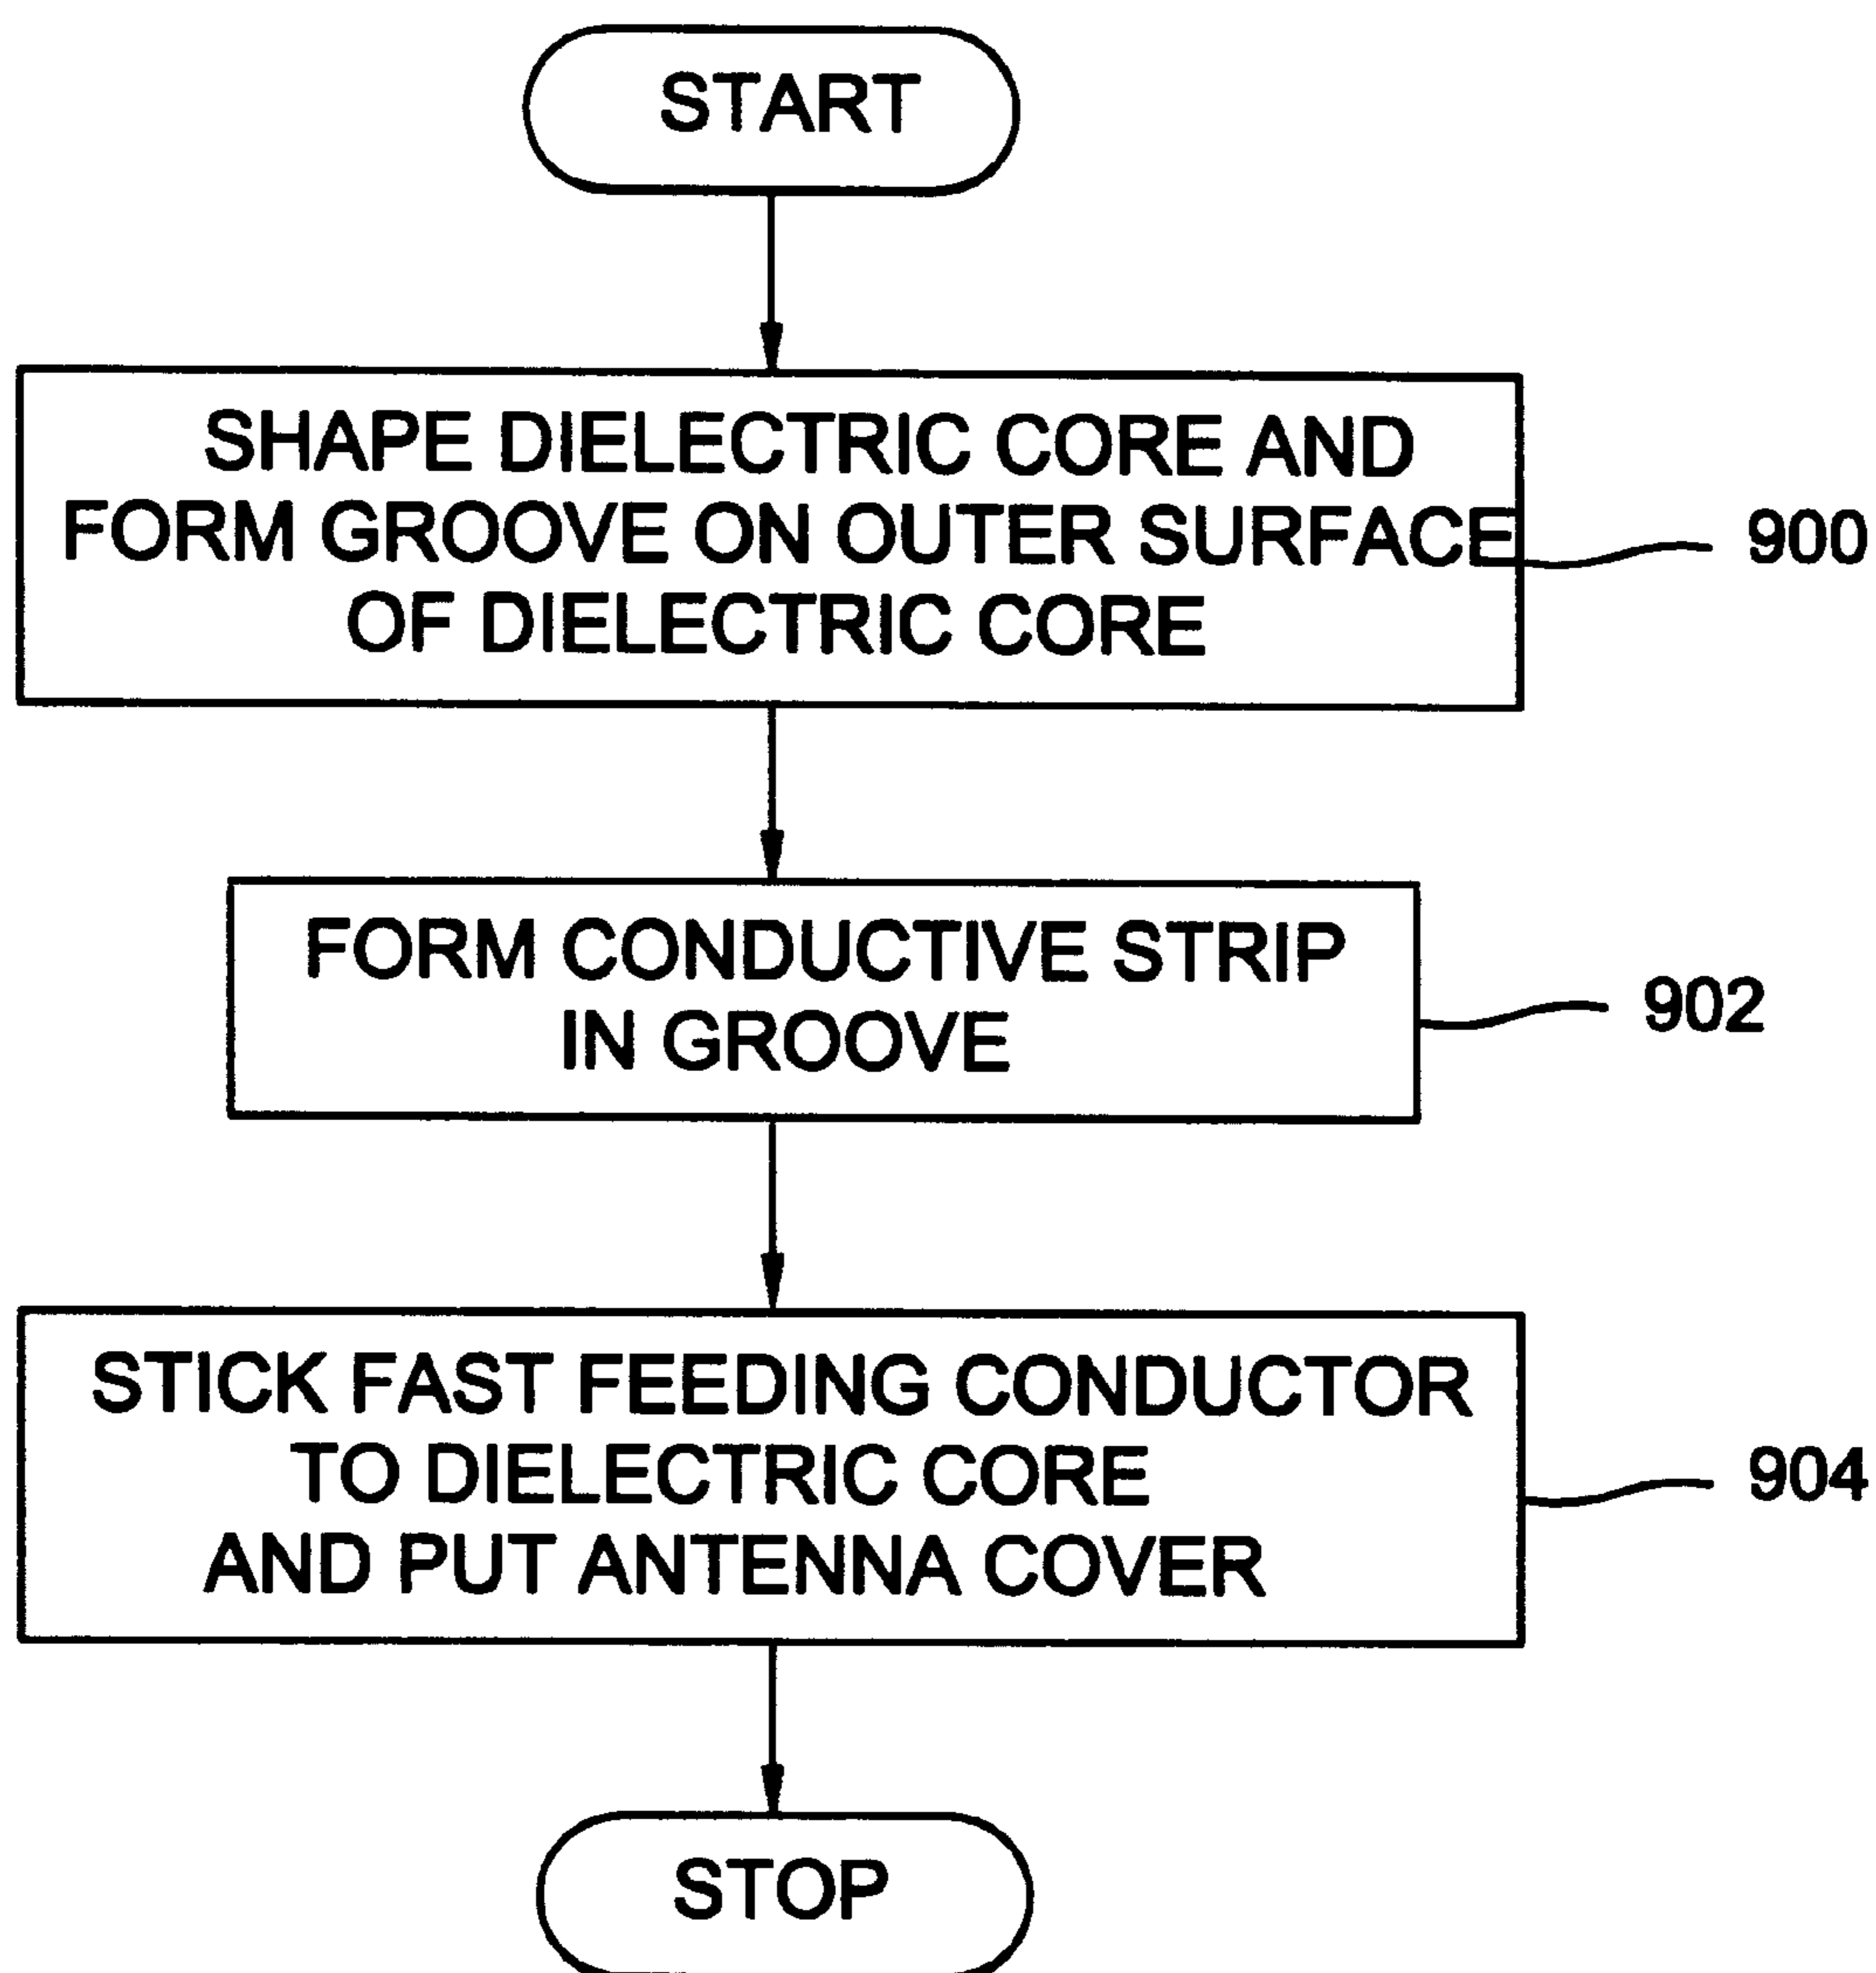 START
SHAPE DIELECTRIC CORE AND
FORM GROOVE ON OUTER SURFACE
OF DIELECTRIC CORE
900
FORM CONDUCTIVE STRIP
IN GROOVE
902
STICK FAST FEEDING CONDUCTOR
TO DIELECTRIC CORE
AND PUT ANTENNA COVER
904
STOP